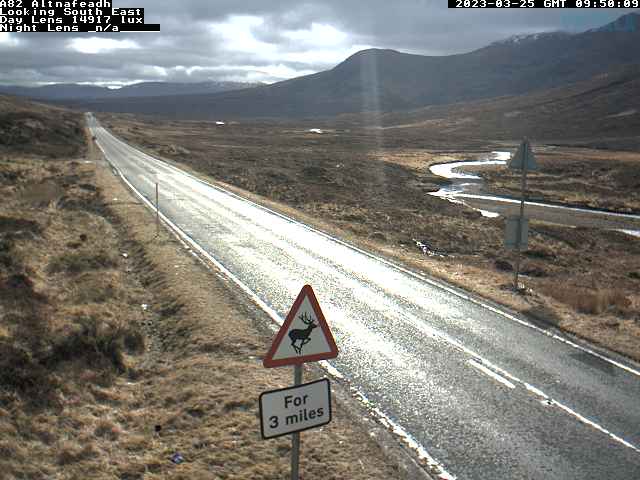 A82 Altnafeadh
Looking South East
Day Lens 14917 lux
Night Lens n/a
2023-03-25 GMT 09:50:09
For
3 miles